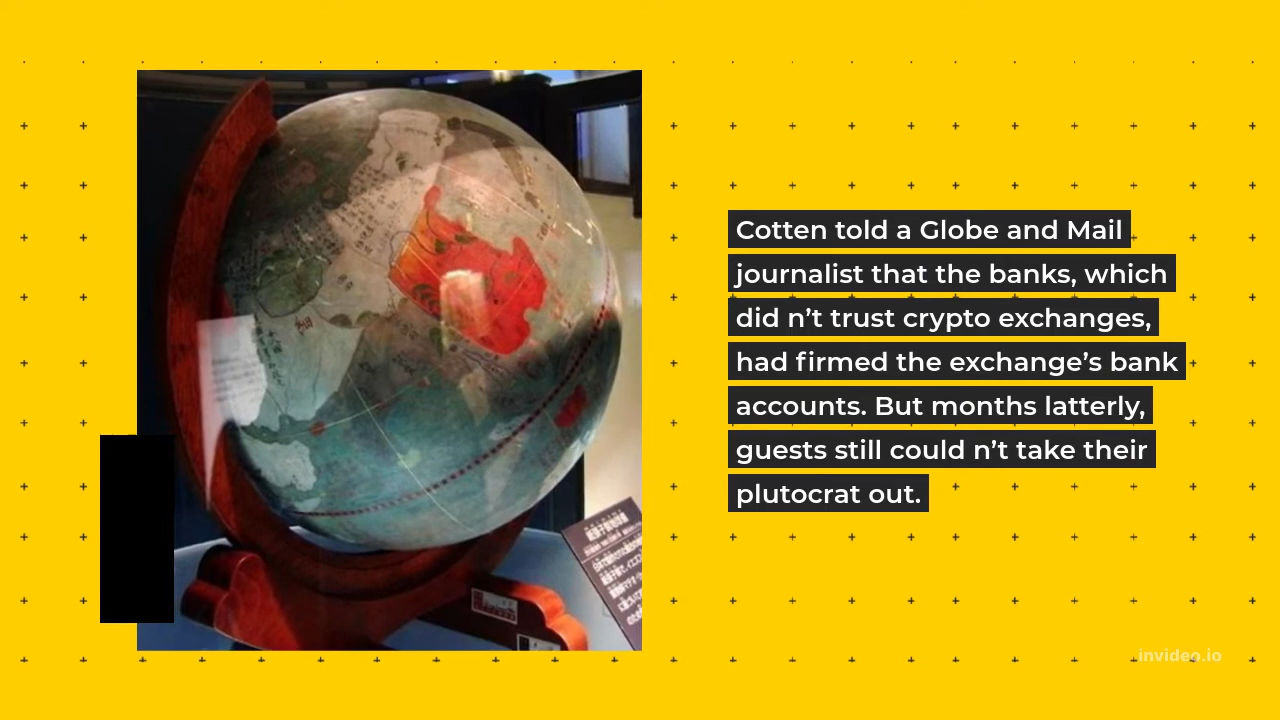 Cotten told a Globe and Mail
journalist that the banks, which
did n’t trust crypto exchanges,
had firmed the exchange’s bank
accounts. But months latterly,
guests still could n’t take their
plutocrat out.
invideo.io